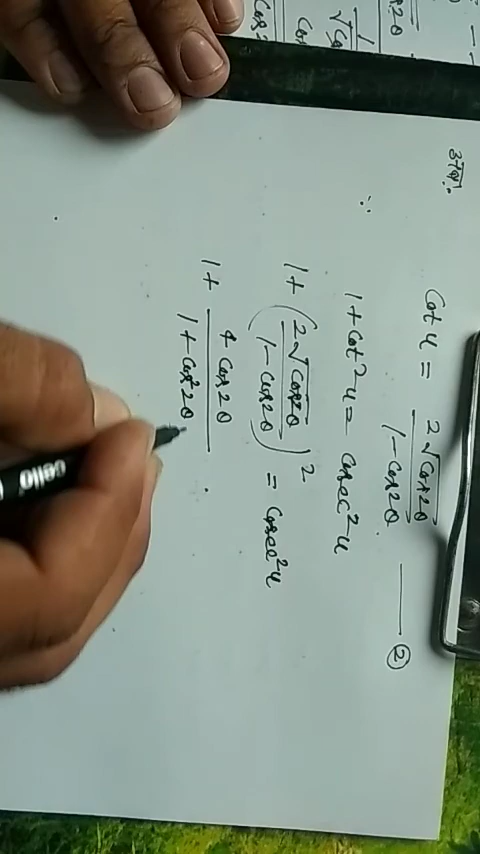 अतः
cot u = 2√cos2θ / 1 - cos2θ. —— ②
∵ 1 + cot²u = cosec²u
1 + (2√cos2θ / 1 - cos2θ)² = cosec²u
1 + 4 cos2θ / 1 + cos²2θ
cello